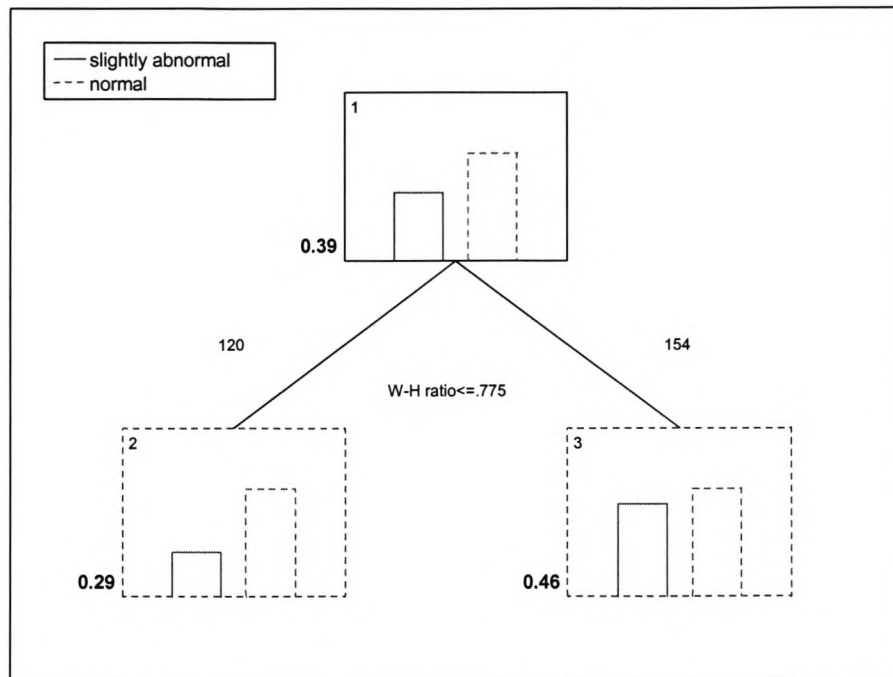 slightly abnormal
normal
1
0.39
120
154
W-H ratio<=.775
2
3
0.29
0.46